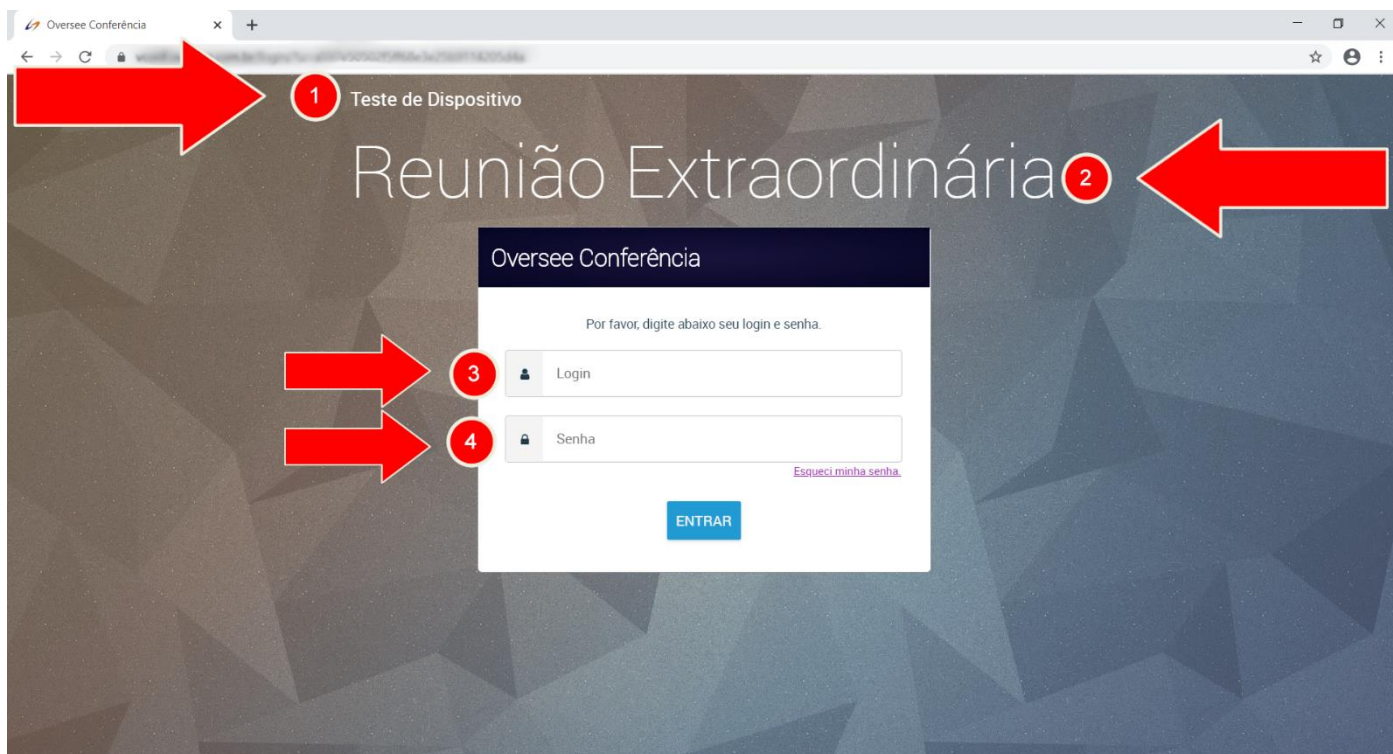 Oversee Conferência
1
Teste de Dispositivo
Reunião Extraordinária
2
Oversee Conferência
Por favor, digite abaixo seu login e senha.
3
Login
4
Senha
Esqueci minha senha.
ENTRAR